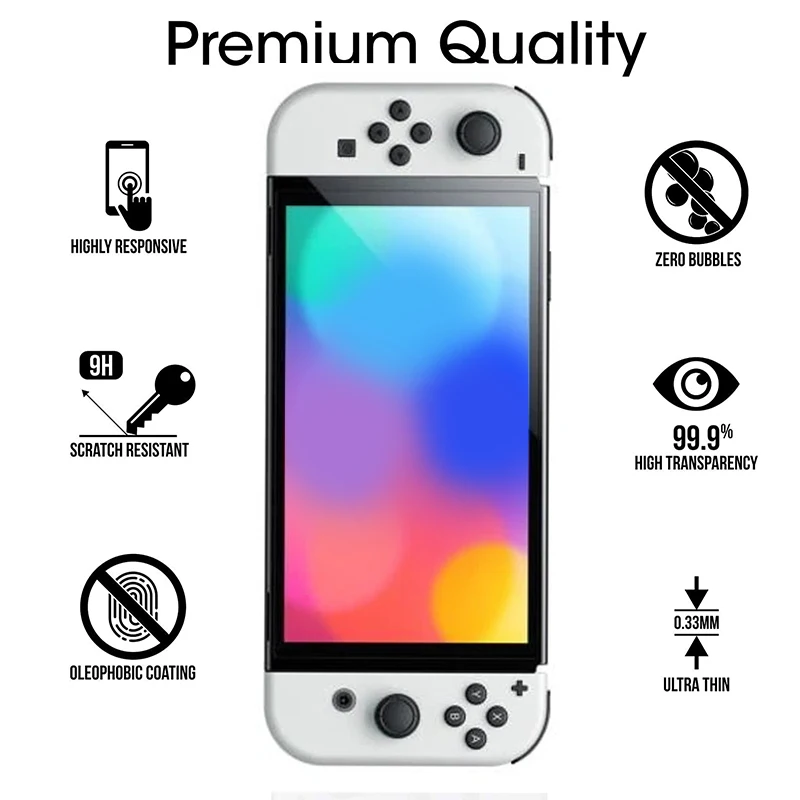 Premium Quality
HIGHLY RESPONSIVE
ZERO BUBBLES
9H
SCRATCH RESISTANT
99.9%
HIGH TRANSPARENCY
OLEOPHOBIC COATING
0.33MM
ULTRA THIN
Y
B
X
A